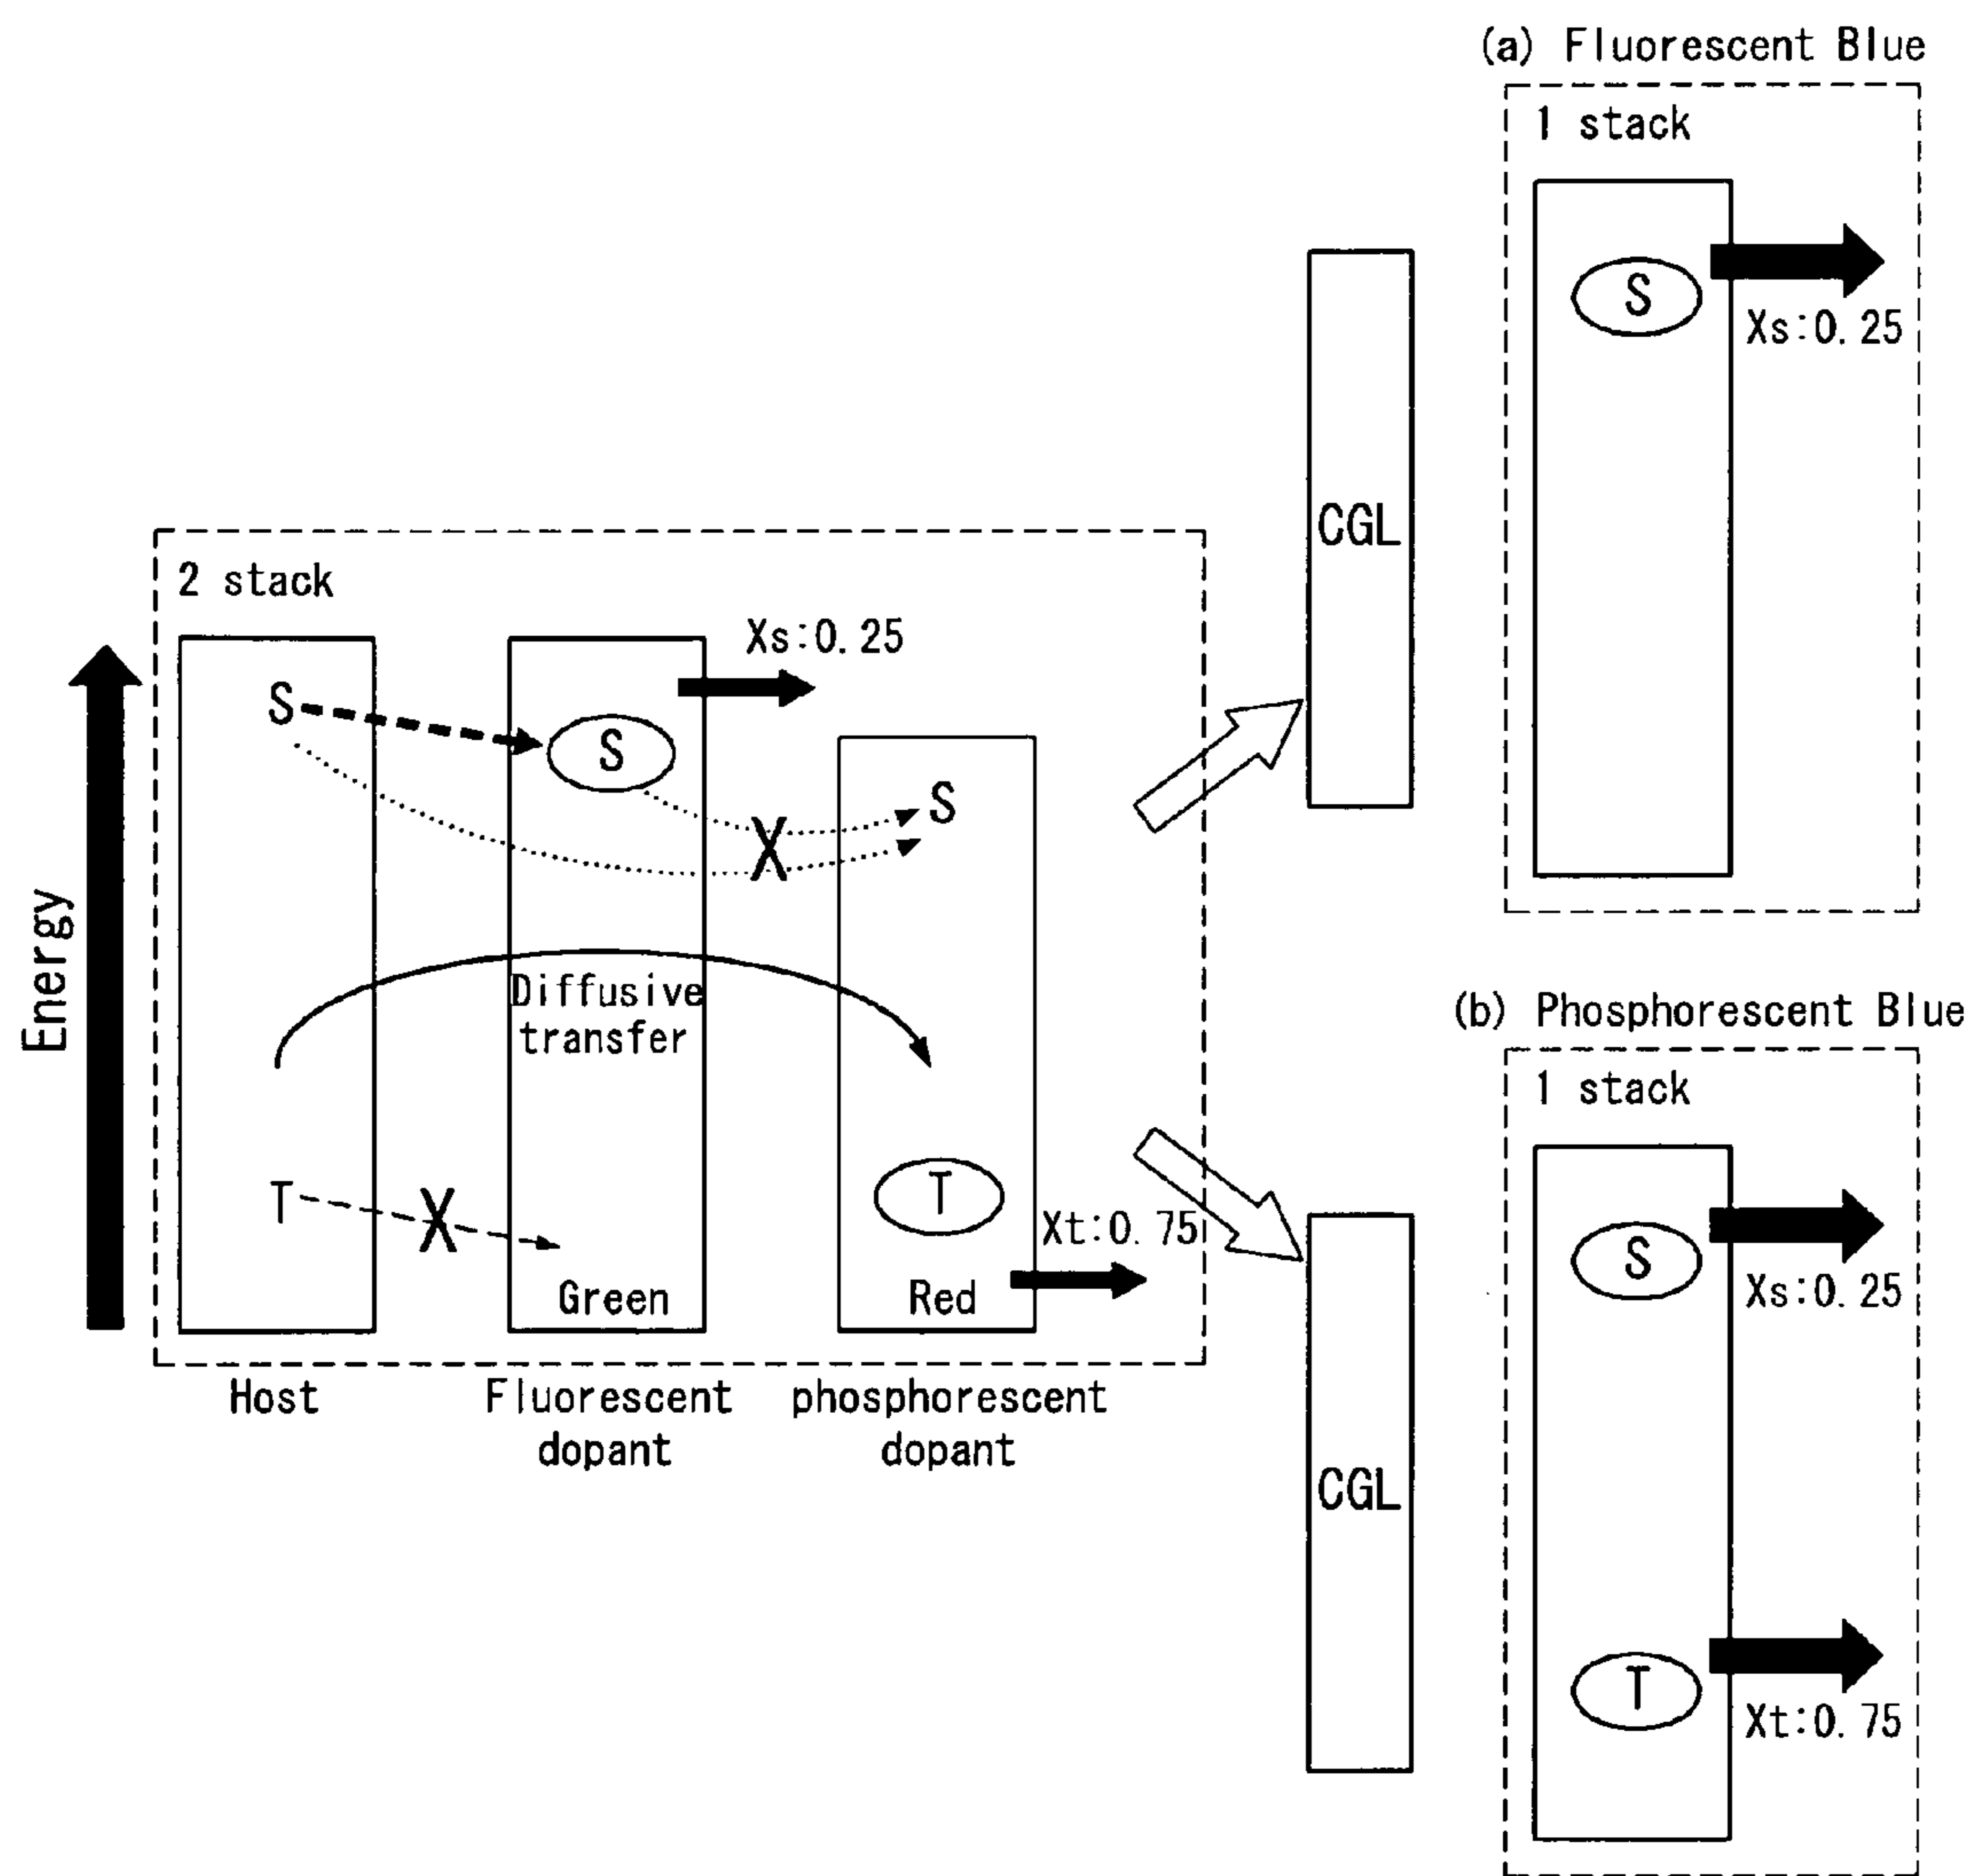 (a) Fluorescent Blue
1 stack
S
Xs:0.25
CGL
2 stack
Xs:0.25
S
S
S
X
Energy
Diffusive
transfer
T
X
T
Xt:0.75
Green
Red
Host
Fluorescent
dopant
phosphorescent
dopant
(b) Phosphorescent Blue
1 stack
S
Xs:0.25
CGL
T
Xt:0.75